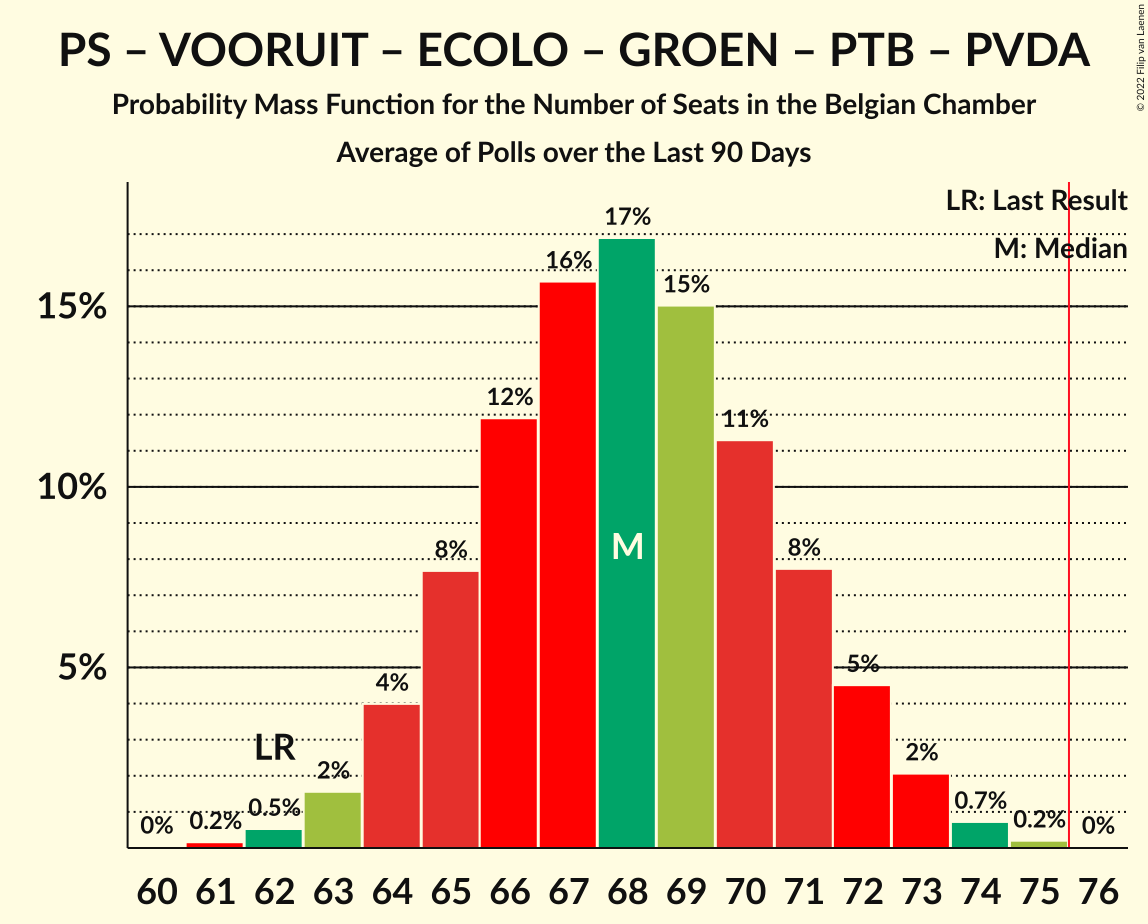 PS – VOORUIT – ECOLO – GROEN – PTB – PVDA
Probability Mass Function for the Number of Seats in the Belgian Chamber
Average of Polls over the Last 90 Days
© 2022 Filip van Laenen
LR: Last Result
M: Median
15%
10%
5%
0%
0.2%
0.5%
LR
2%
4%
8%
12%
16%
17%
M
15%
11%
8%
5%
2%
0.7%
0.2%
0%
60 61 62 63 64 65 66 67 68 69 70 71 72 73 74 75 76